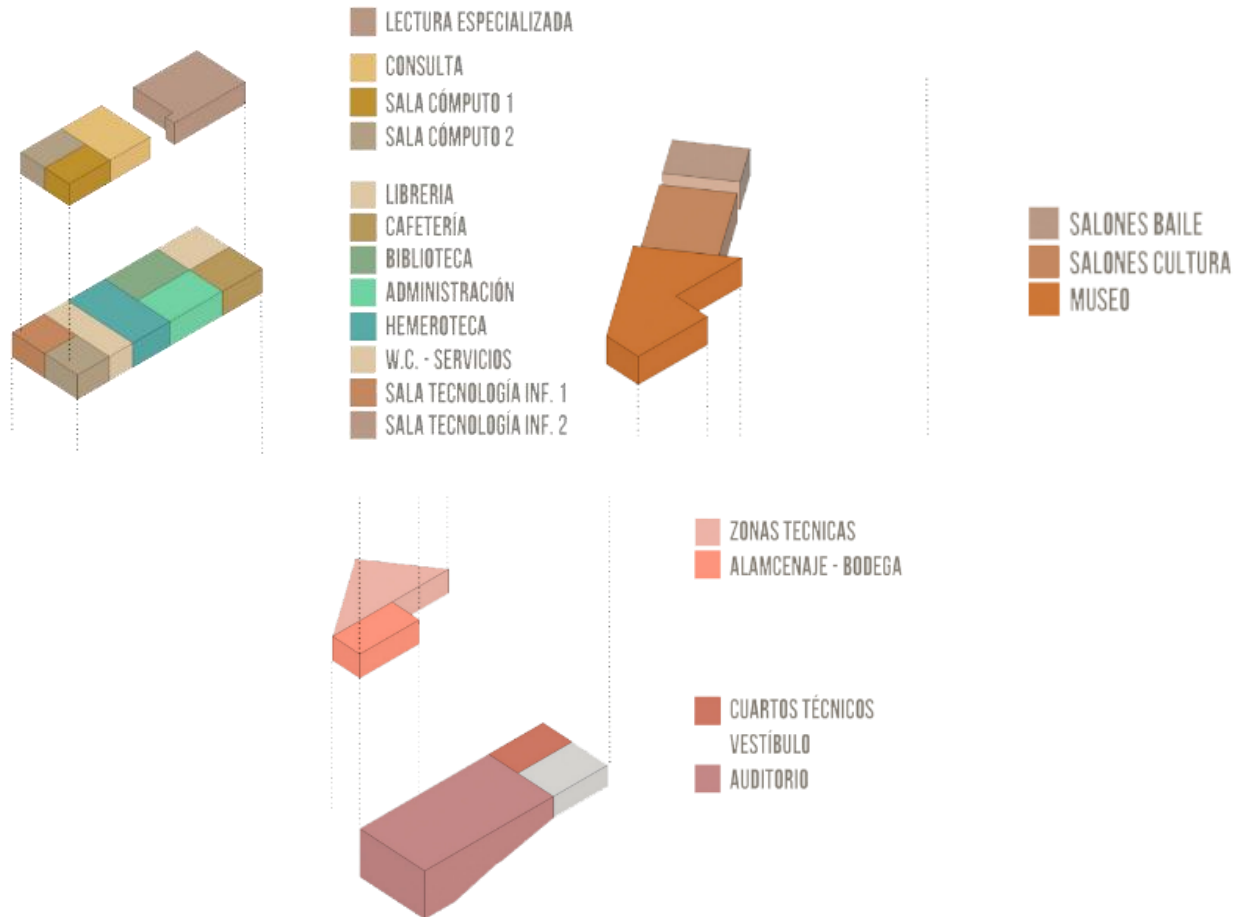 LECTURA ESPECIALIZADA
CONSULTA
SALA CÓMPUTO 1
SALA CÓMPUTO 2
LIBRERIA
CAFETERÍA
BIBLIOTECA
ADMINISTRACIÓN
HEMEROTECA
W.C. - SERVICIOS
SALA TECNOLOGÍA INF. 1
SALA TECNOLOGÍA INF. 2
SALONES BAILE
SALONES CULTURA
MUSEO
ZONAS TECNICAS
ALAMCENAJE - BODEGA
CUARTOS TÉCNICOS
VESTÍBULO
AUDITORIO